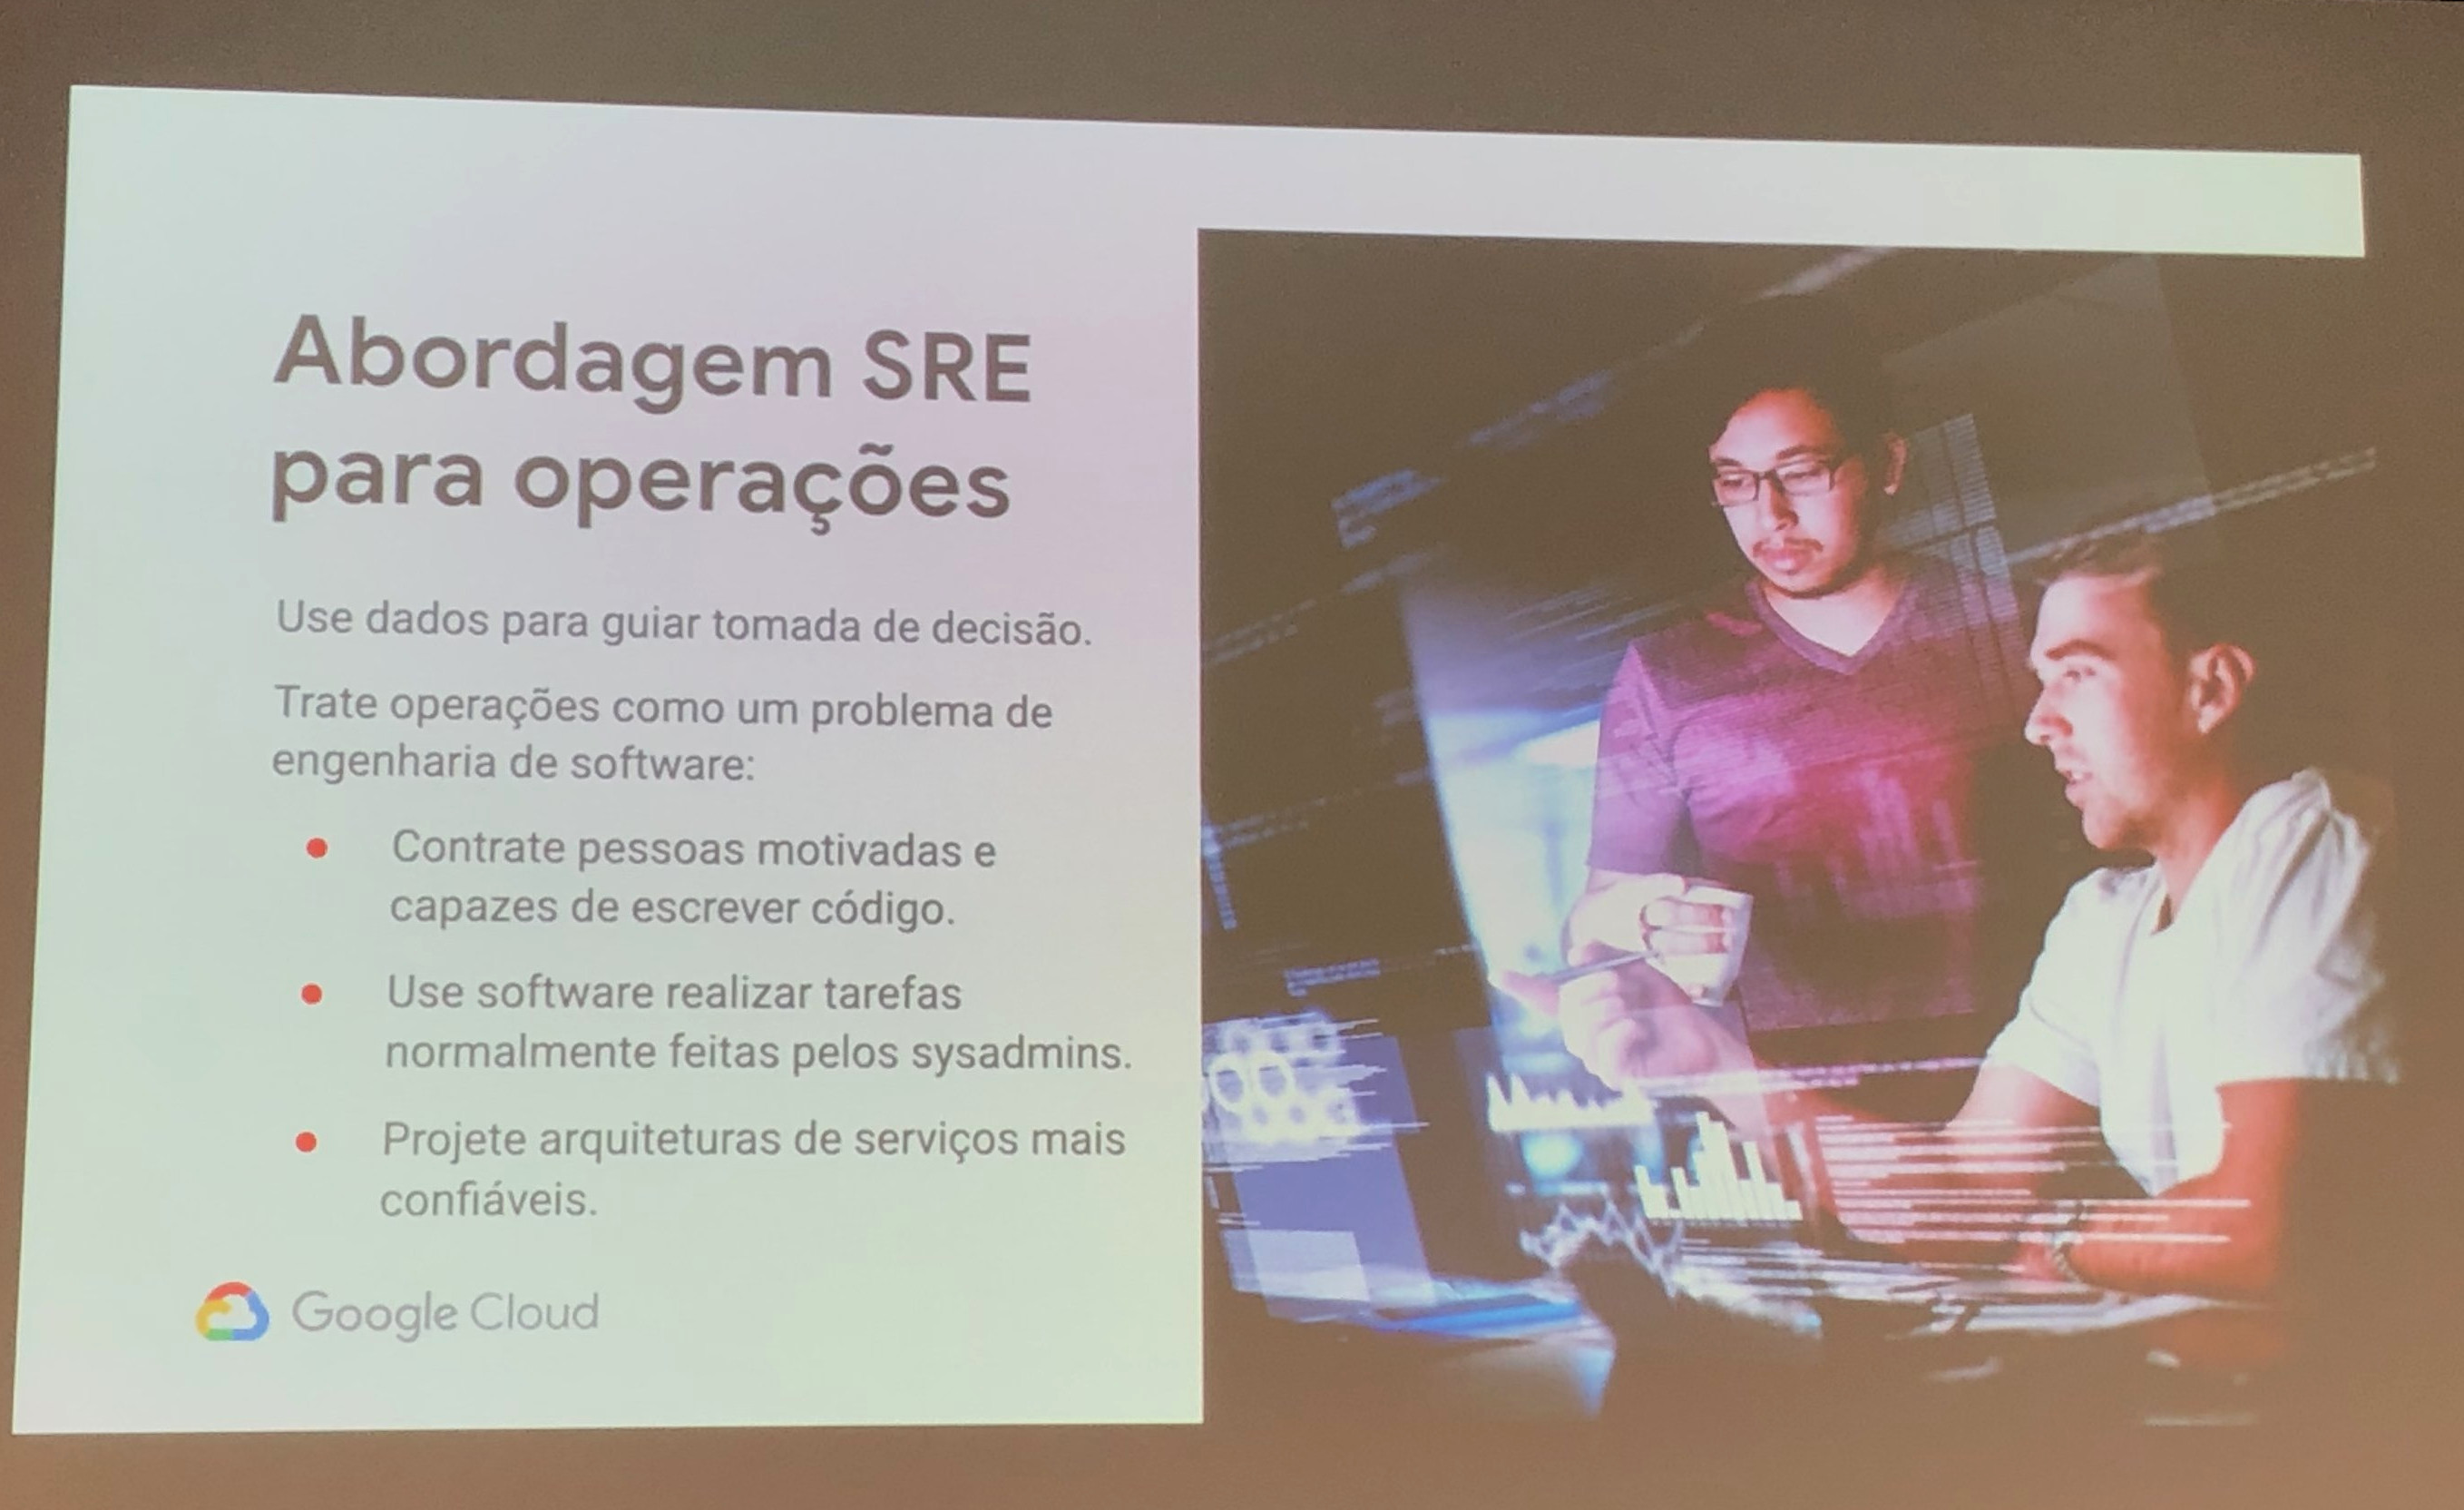 Abordagem SRE
para operações
Use dados para guiar tomada de decisão.
Trate operações como um problema de
engenharia de software:
• Contrate pessoas motivadas e
capazes de escrever código.
• Use software realizar tarefas
normalmente feitas pelos sysadmins.
• Projete arquiteturas de serviços mais
confiáveis.
Google Cloud